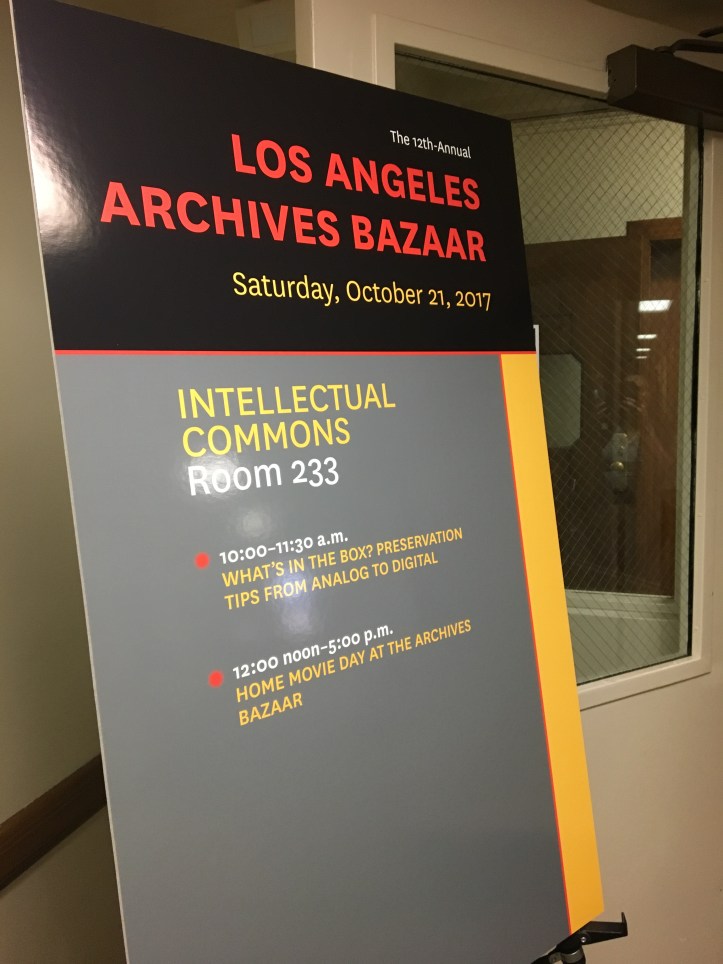 The 12th-Annual
LOS ANGELES
ARCHIVES BAZAAR
Saturday, October 21, 2017
INTELLECTUAL
COMMONS
Room 233
10:00–11:30 a.m.
WHAT'S IN THE BOX? PRESERVATION
TIPS FROM ANALOG TO DIGITAL
12:00 noon–5:00 p.m.
HOME MOVIE DAY AT THE ARCHIVES
BAZAAR